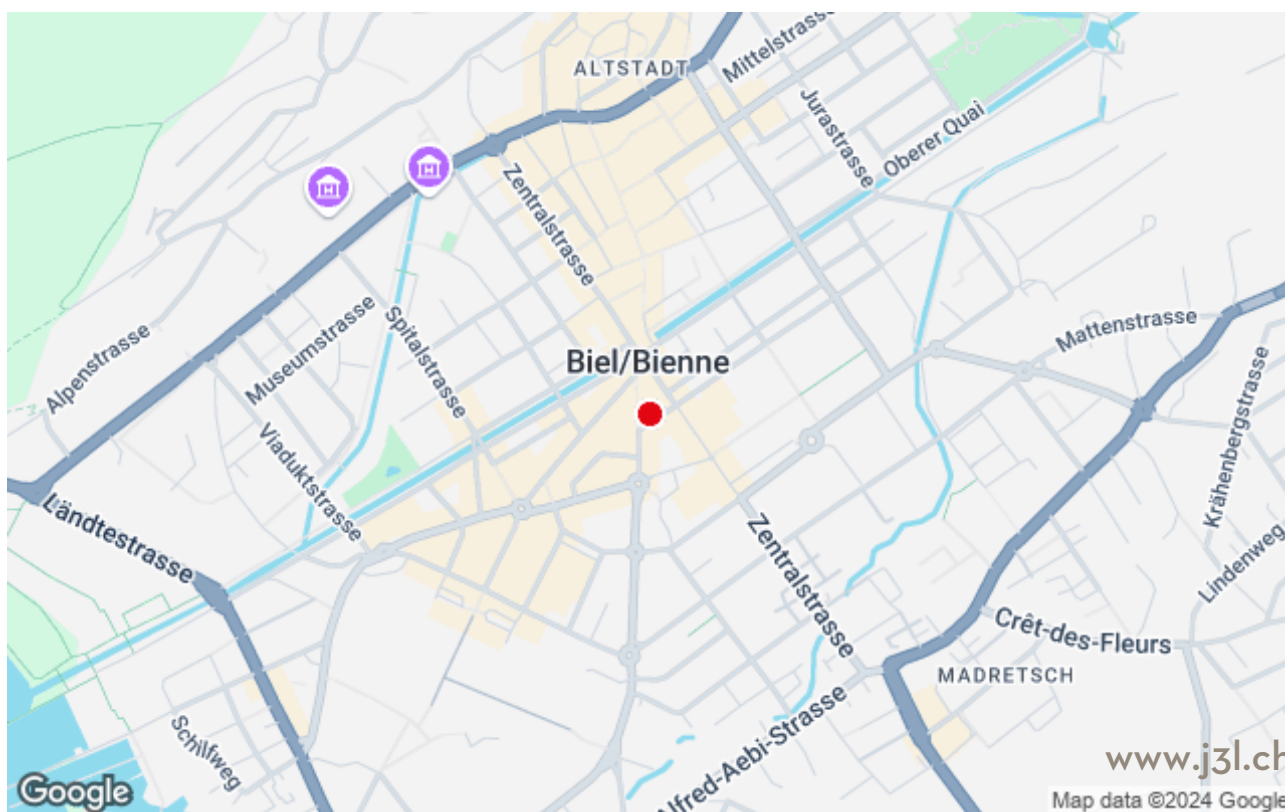 ALTSTADT
Mittelstrasse
Jurastrasse
Oberer Quai
Zentralstrasse
Museumstrasse
Spitalstrasse
Alpenstrasse
Mattenstrasse
Biel/Bienne
Krähenbergstrasse
Viaduktstrasse
Ländtestrasse
Zentralstrasse
Lindenweg
Crêt-des-Fleurs
MADRETSCH
Alfred-Aebi-Strasse
Schilfweg
www.j3l.ch
Google
Map data ©2024 Google